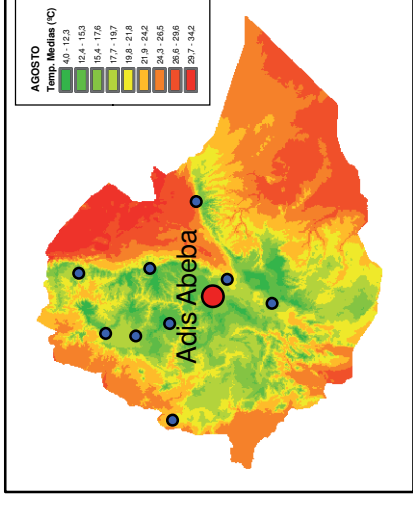 AGOSTO
Temp. Medias (ºC)
4,0 - 12,3
12,4 - 15,3
15,4 - 17,6
17,7 - 19,7
19,8 - 21,8
21,9 - 24,2
24,3 - 26,5
26,6 - 29,6
29,7 - 34,2
Adis Abeba